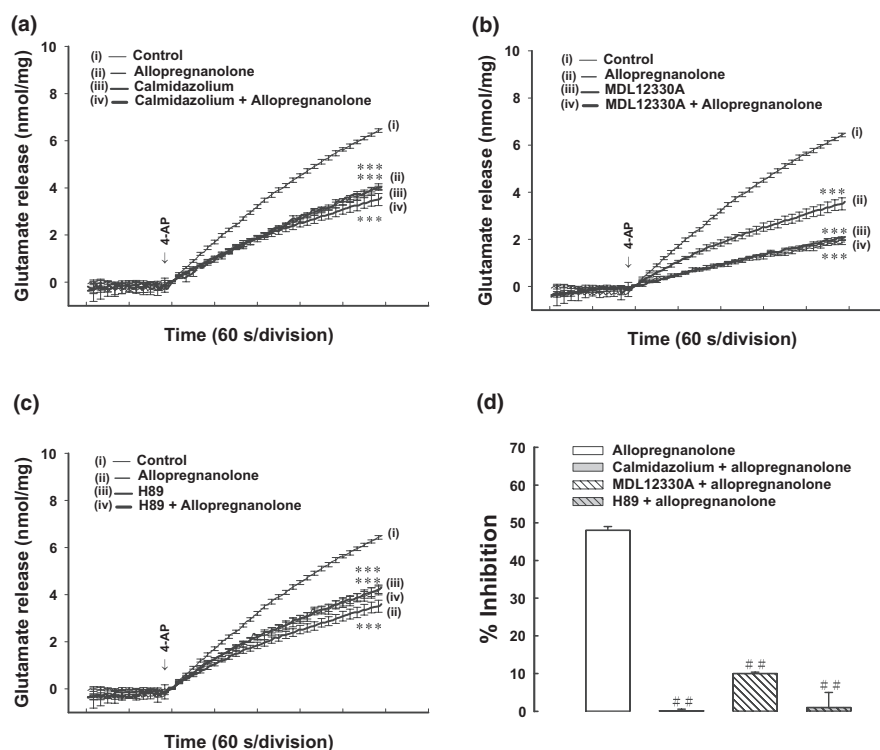 (a)
10
8
6
4
2
0
Glutamate release (nmol/mg)
(i) Control
(ii) Allopregnanolone
(iii) Calmidazolium
(iv) Calmidazolium + Allopregnanolone
(i)
***
***
(ii)
(iii)
(iv)
***
4-AP
↓
Time (60 s/division)
(b)
10
8
6
4
2
0
Glutamate release (nmol/mg)
(i) Control
(ii) Allopregnanolone
(iii) MDL12330A
(iv) MDL12330A + Allopregnanolone
(i)
***
(ii)
***
(iii)
(iv)
***
4-AP
↓
Time (60 s/division)
(c)
10
8
6
4
2
0
Glutamate release (nmol/mg)
(i) Control
(ii) Allopregnanolone
(iii) H89
(iv) H89 + Allopregnanolone
(i)
***
***
(iii)
(iv)
(ii)
***
4-AP
↓
Time (60 s/division)
(d)
70
60
50
40
30
20
10
0
% Inhibition
Allopregnanolone
Calmidazolium + allopregnanolone
MDL12330A + allopregnanolone
H89 + allopregnanolone
##
##
##